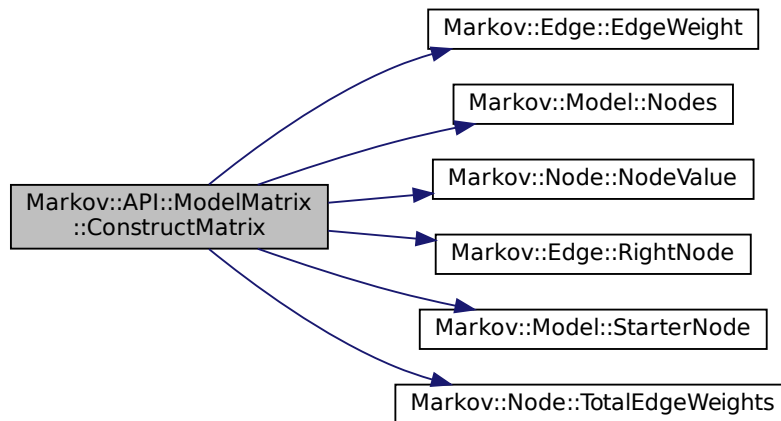 Markov::API::ModelMatrix
::ConstructMatrix
Markov::Edge::EdgeWeight
Markov::Model::Nodes
Markov::Node::NodeValue
Markov::Edge::RightNode
Markov::Model::StarterNode
Markov::Node::TotalEdgeWeights